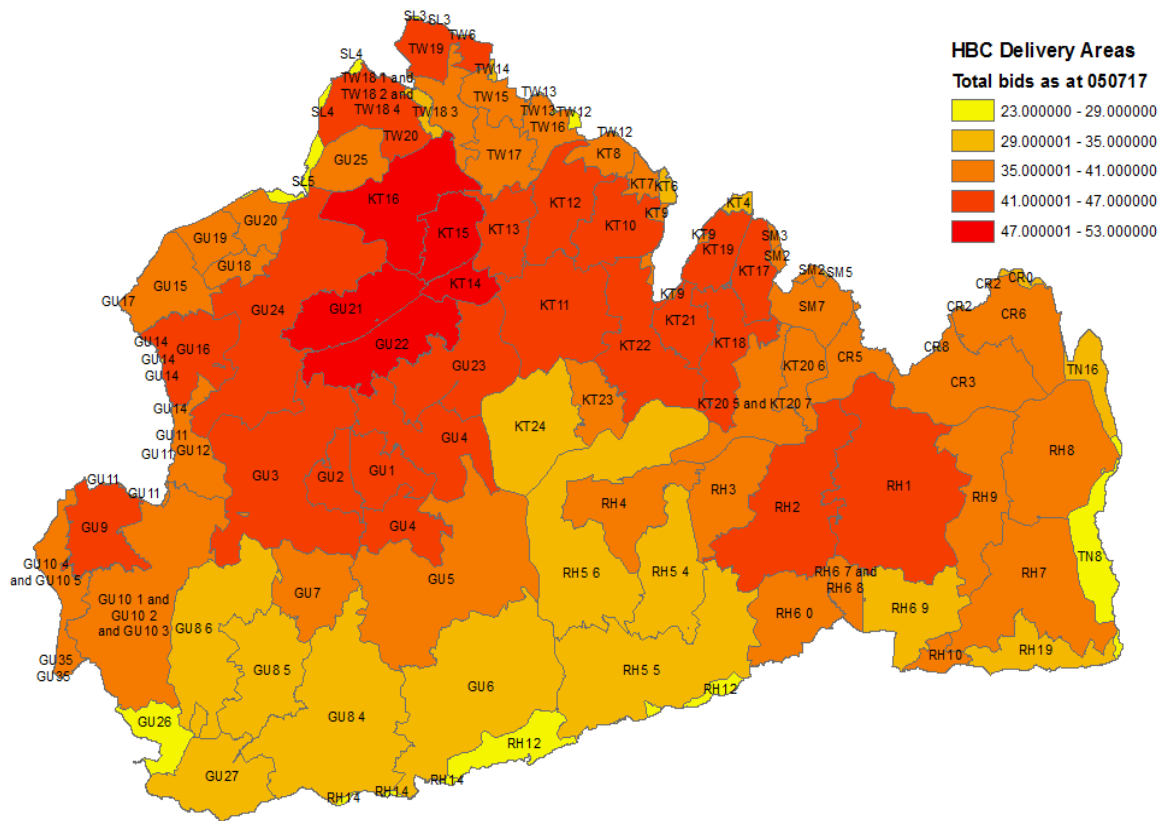 HBC Delivery Areas
Total bids as at 050717
23.000000 - 29.000000
29.000001 - 35.000000
35.000001 - 41.000000
41.000001 - 47.000000
47.000001 - 53.000000
SL3
SL3
TW6
TW19
SL4
TW14
TW18 1 and
TW18 2 and
TW18 4
SL4
TW18 3
TW15
TW13
TW13
TW12
TW16
TW20
TW12
GU25
TW17
KT8
SL5
KT7
KT6
KT16
KT12
KT9
KT4
GU20
KT15
KT13
KT10
GU19
KT9
SM3
KT19
SM2
GU18
KT17
SM2
SM5
GU15
KT14
CR0
CR2
GU17
KT9
GU24
GU21
KT11
SM7
CR2
CR6
KT21
GU14
GU16
GU22
KT22
KT18
CR8
GU14
CR5
GU23
KT20 6
TN16
GU14
CR3
KT23
KT20 5 and KT20 7
GU14
KT24
GU11
GU4
GU12
RH8
GU11
GU3
GU2
GU1
GU11
GU11
RH3
RH1
RH4
RH9
GU9
GU4
RH2
TN8
GU10 4
and GU10 5
RH5 6
RH5 4
RH6 7 and
RH6 8
RH7
GU5
GU7
GU10 1 and
GU10 2
and GU10 3
RH6 0
RH6 9
GU8 6
GU35
GU35
GU8 5
RH5 5
RH10
RH19
GU6
RH12
GU26
GU8 4
RH12
GU27
RH14
RH14
RH14